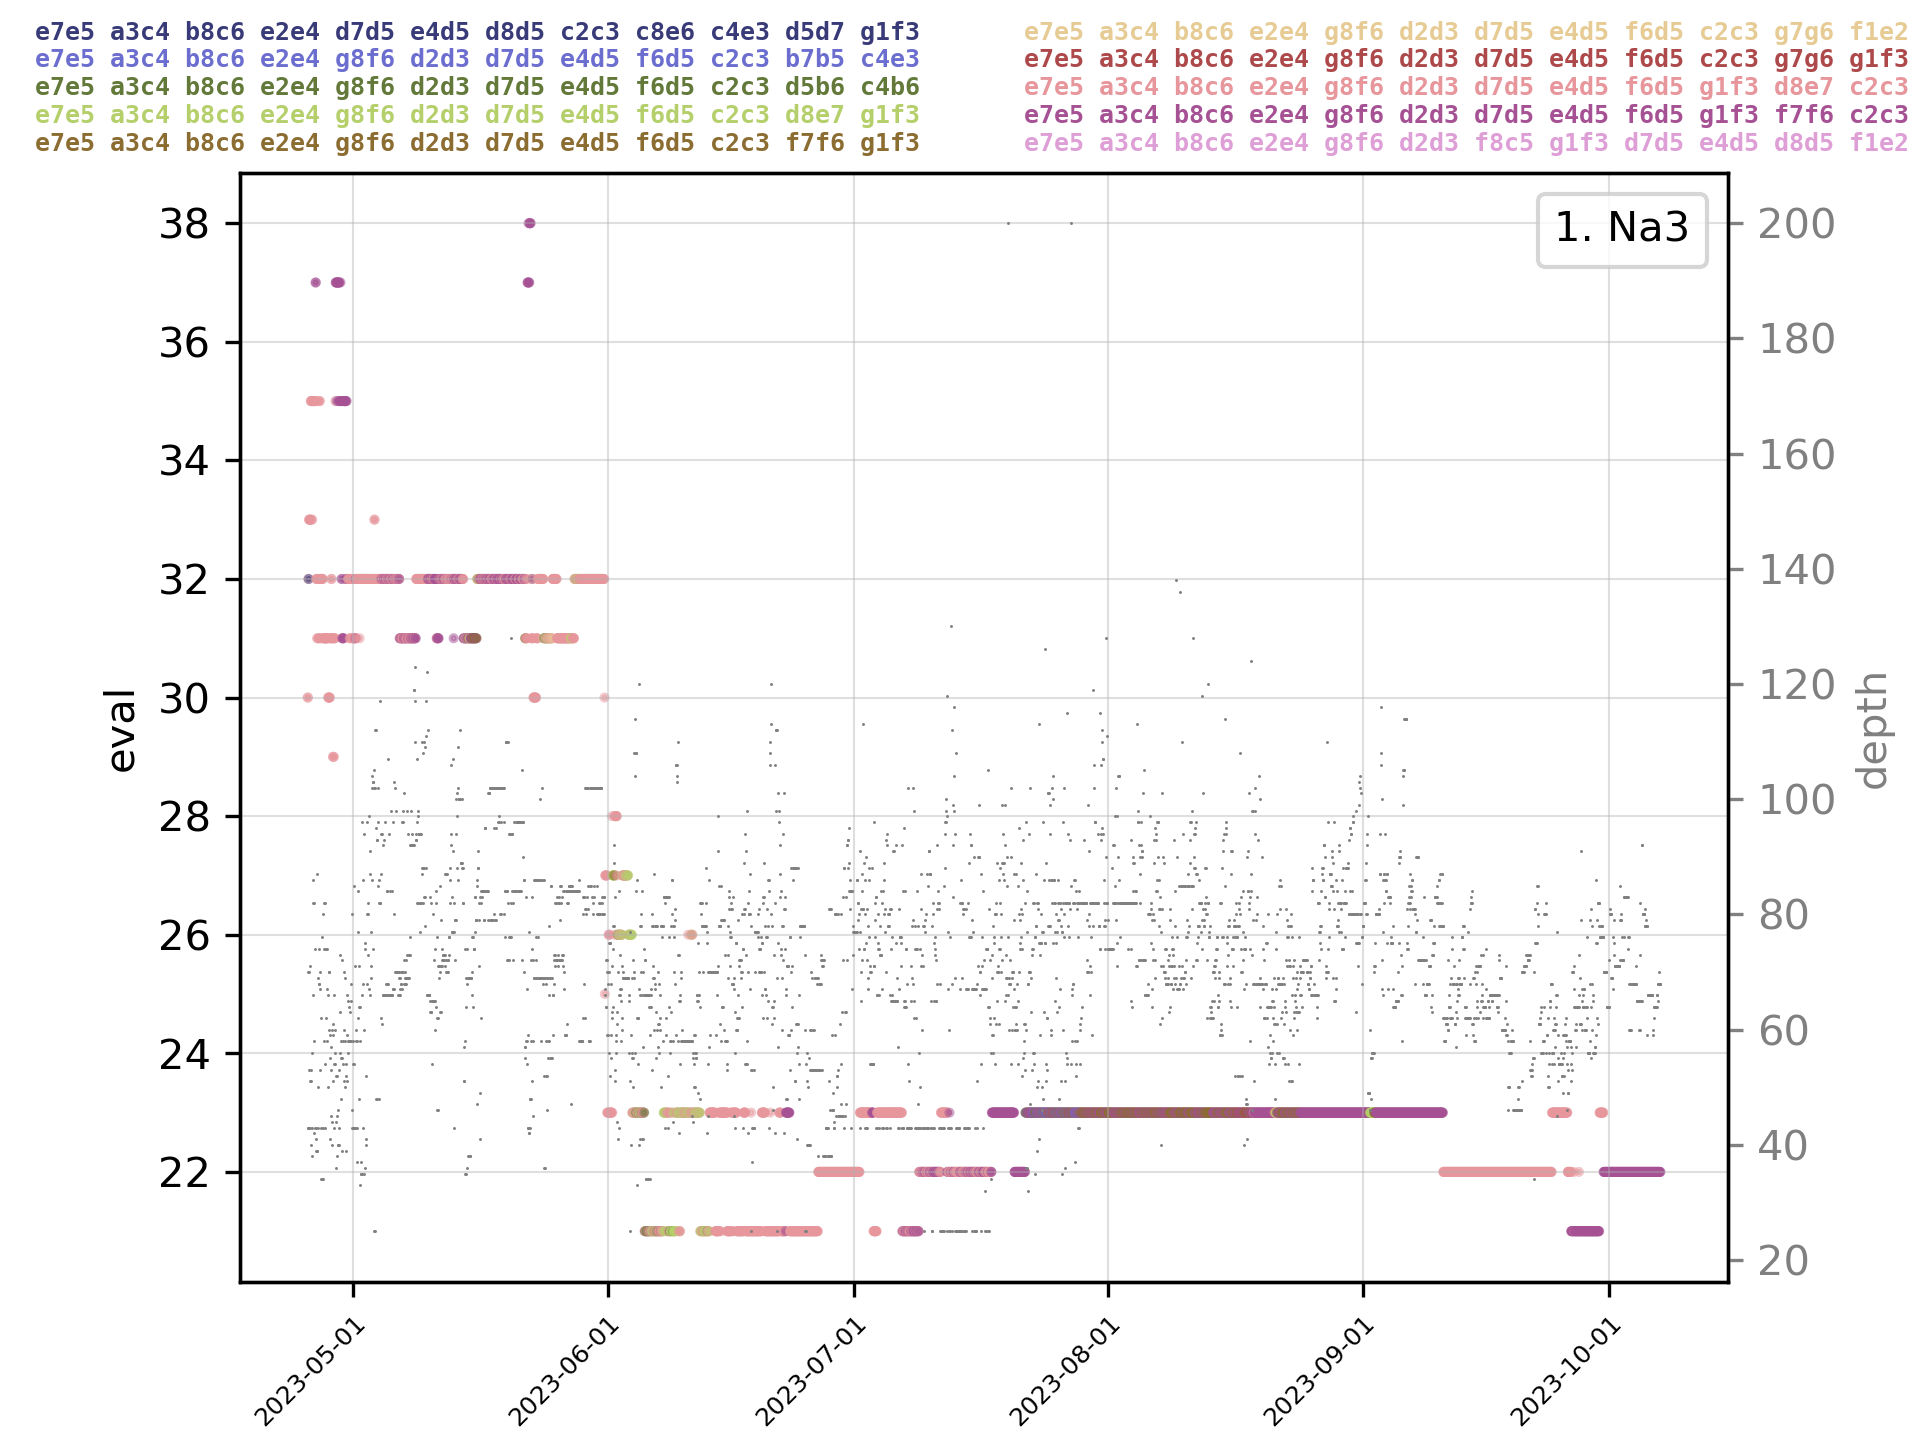 e7e5 a3c4 b8c6 e2e4 d7d5 e4d5 d8d5 c2c3 c8e6 c4e3 d5d7 g1f3
e7e5 a3c4 b8c6 e2e4 g8f6 d2d3 d7d5 e4d5 f6d5 c2c3 b7b5 c4e3
e7e5 a3c4 b8c6 e2e4 g8f6 d2d3 d7d5 e4d5 f6d5 c2c3 d5b6 c4b6
e7e5 a3c4 b8c6 e2e4 g8f6 d2d3 d7d5 e4d5 f6d5 c2c3 d8e7 g1f3
e7e5 a3c4 b8c6 e2e4 g8f6 d2d3 d7d5 e4d5 f6d5 c2c3 f7f6 g1f3
e7e5 a3c4 b8c6 e2e4 g8f6 d2d3 d7d5 e4d5 f6d5 c2c3 g7g6 f1e2
e7e5 a3c4 b8c6 e2e4 g8f6 d2d3 d7d5 e4d5 f6d5 c2c3 g7g6 g1f3
e7e5 a3c4 b8c6 e2e4 g8f6 d2d3 d7d5 e4d5 f6d5 g1f3 d8e7 c2c3
e7e5 a3c4 b8c6 e2e4 g8f6 d2d3 d7d5 e4d5 f6d5 g1f3 f7f6 c2c3
e7e5 a3c4 b8c6 e2e4 g8f6 d2d3 f8c5 g1f3 d7d5 e4d5 d8d5 f1e2
1. Na3
eval
38
36
34
32
30
28
26
24
22
200
180
160
140
120
100
80
60
40
20
depth
2023-05-01
2023-06-01
2023-07-01
2023-08-01
2023-09-01
2023-10-01